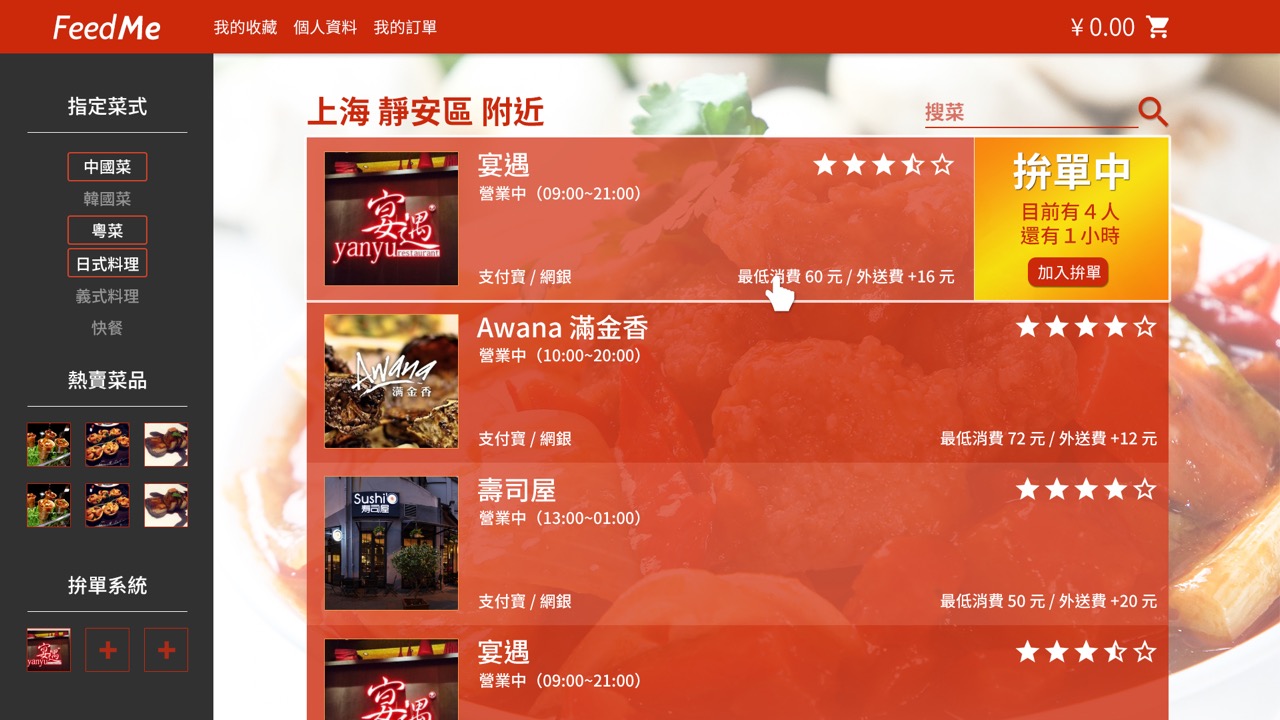 FeedMe
我的收藏 個人資料 我的訂單
¥ 0.00
指定菜式
中國菜
韓國菜
粵菜
日式料理
義式料理
快餐
熱賣菜品
拚單系統
宴遇
yanyu
上海 靜安區 附近
搜菜
宴遇
yanyu restaurant
宴遇
營業中（09:00~21:00）
支付寶 / 網銀
最低消費 60 元 / 外送費 +16 元
拚單中
目前有 4 人
還有 1 小時
加入拚單
Awana
滿金香
Awana 滿金香
營業中（10:00~20:00）
支付寶 / 網銀
最低消費 72 元 / 外送費 +12 元
Sushi
壽司屋
壽司屋
營業中（13:00~01:00）
支付寶 / 網銀
最低消費 50 元 / 外送費 +20 元
宴遇
宴遇
營業中（09:00~21:00）